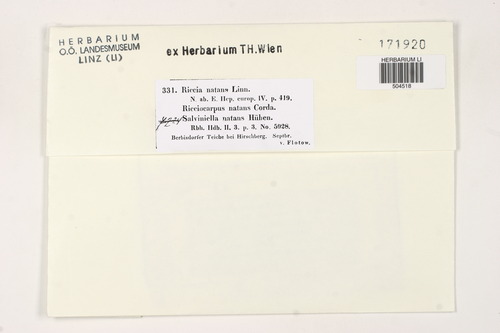 HERBARIUM
O.Ö. LANDESMUSEUM
LINZ (LI)
ex Herbarium TH.Wien
171920
HERBARIUM LI
504518
331. Riccia natans Linn.
N. ab. E. Hep. europ. IV. p. 419.
Ricciocarpus natans Corda.
Salviniella natans Hüben.
Rbh. Hdb. II. 3. p. 3. No. 5928.
Berbisdorfer Teiche bei Hirschberg. Septbr.
v. Flotow.